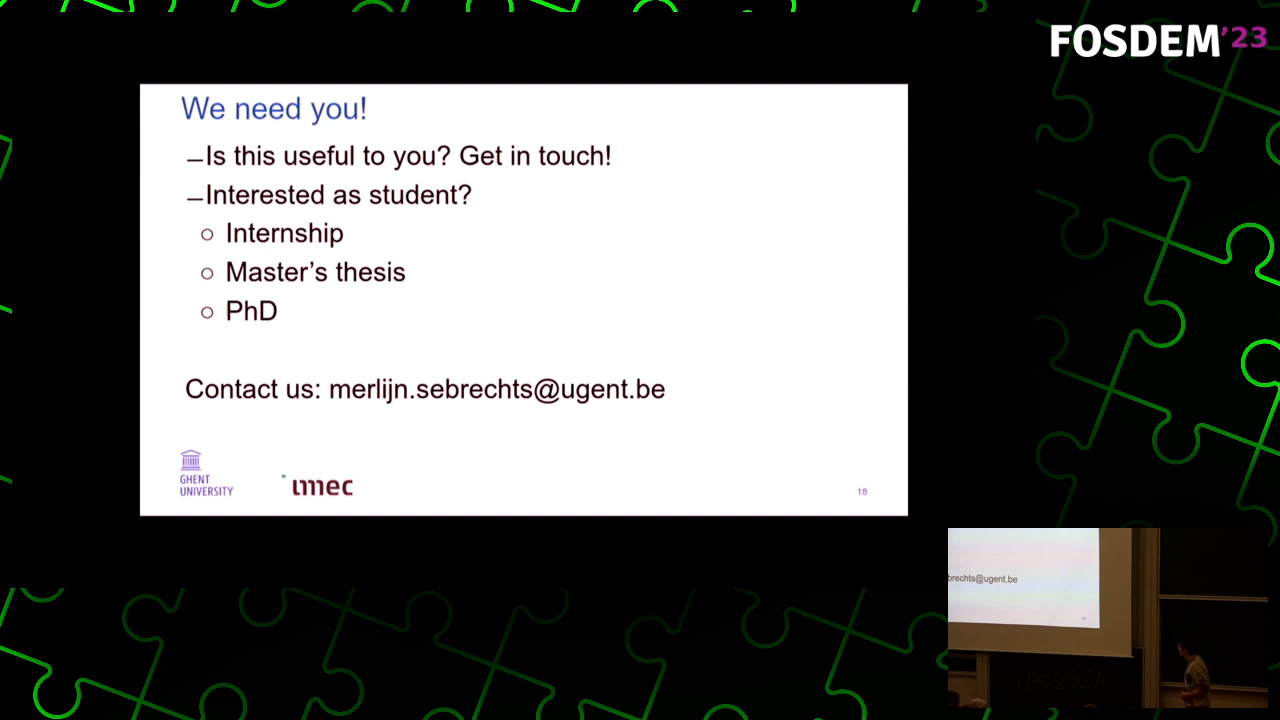 FOSDEM'23
We need you!
–Is this useful to you? Get in touch!
–Interested as student?
○ Internship
○ Master’s thesis
○ PhD
Contact us: merlijn.sebrechts@ugent.be
GHENT
UNIVERSITY
imec
brechts@ugent.be